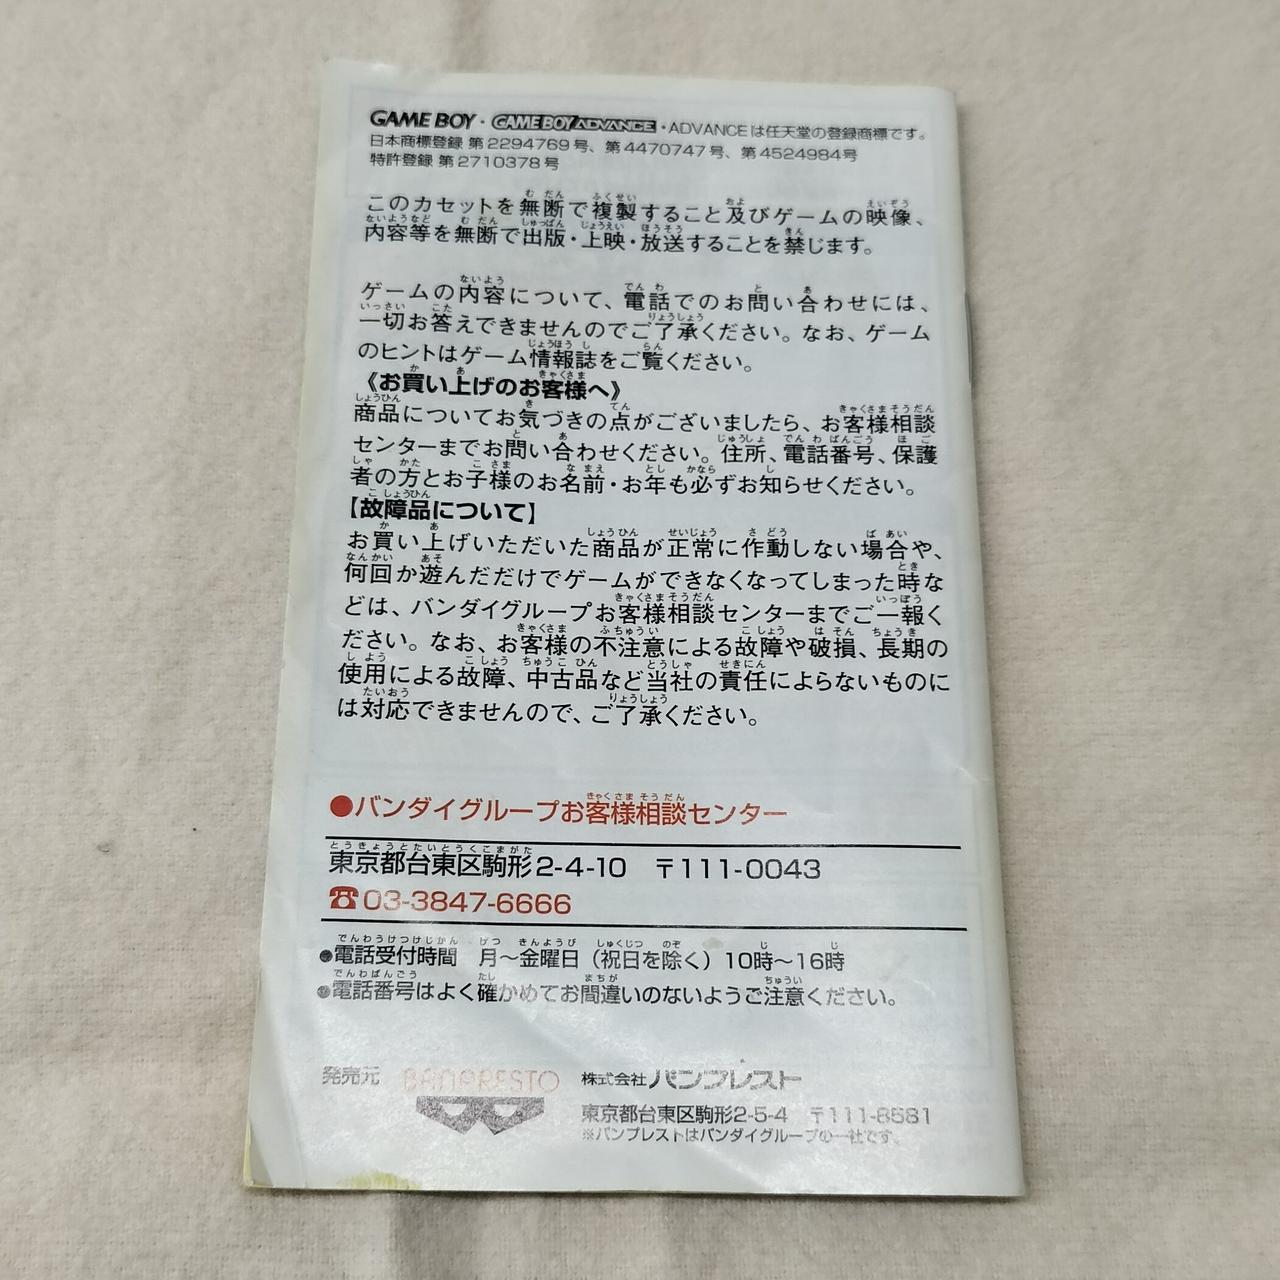 GAME BOY・GAME BOY ADVANCE・ADVANCEは任天堂の登録商標です。
日本商標登録 第2294769号、第4470747号、第4524984号
特許登録 第2710378号
このカセットを無断で複製すること及びゲームの映像、
内容等を無断で出版・上映・放送することを禁じます。
ゲームの内容について、電話でのお問い合わせには、
一切お答えできませんのでご了承ください。なお、ゲーム
のヒントはゲーム情報誌をご覧ください。
《お買い上げのお客様へ》
商品についてお気づきの点がございましたら、お客様相談
センターまでお問い合わせください。住所、電話番号、保護
者の方とお子様のお名前・お年も必ずお知らせください。
【故障品について】
お買い上げいただいた商品が正常に作動しない場合や、
何回か遊んだだけでゲームができなくなってしまった時な
どは、バンダイグループお客様相談センターまでご一報く
ださい。なお、お客様の不注意による故障や破損、長期の
使用による故障、中古品など当社の責任によらないものに
は対応できませんので、ご了承ください。
●バンダイグループお客様相談センター
東京都台東区駒形2-4-10　〒111-0043
☎03-3847-6666
●電話受付時間　月〜金曜日（祝日を除く）10時〜16時
●電話番号はよく確かめてお間違いのないようご注意ください。
発売元 BANPRESTO 株式会社バンプレスト
東京都台東区駒形2-5-4　〒111-8581
※バンプレストはバンダイグループの一社です。